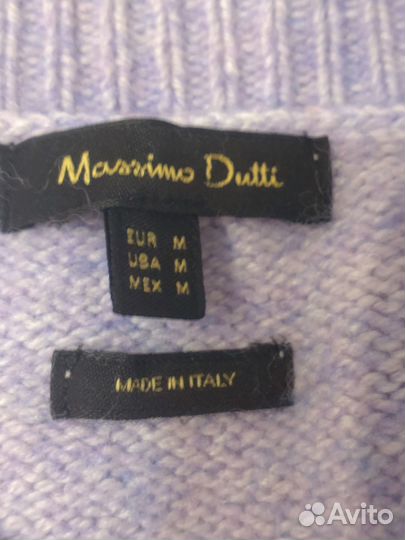 Massimo Dutti
EUR M
USA M
MEX M
MADE IN ITALY
Avito